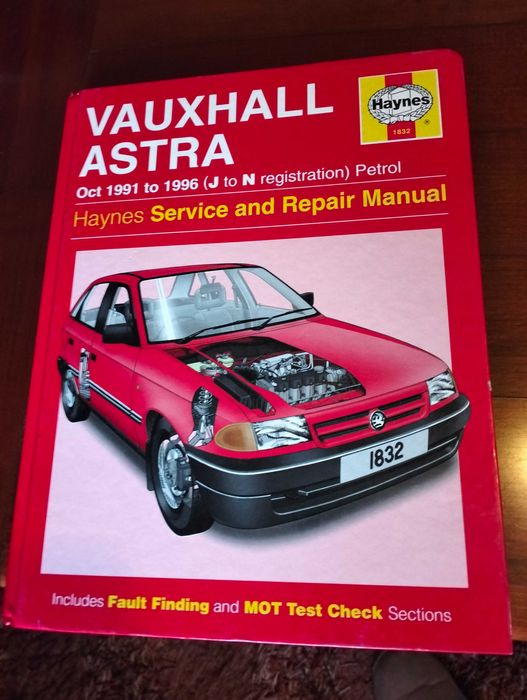 VAUXHALL
ASTRA
Haynes
1832
Oct 1991 to 1996 (J to N registration) Petrol
Haynes Service and Repair Manual
1832
Includes Fault Finding and MOT Test Check Sections